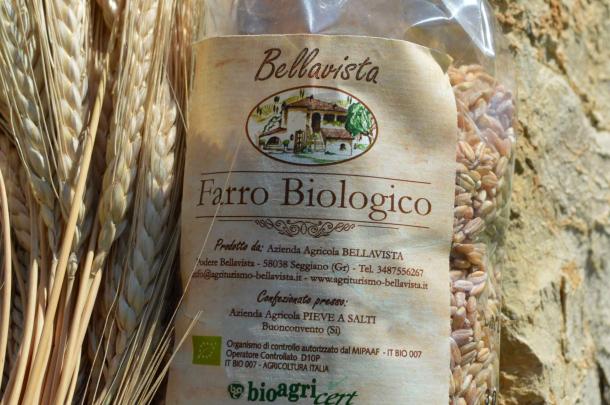 Bellavista
Farro Biologico
Prodotto da: Azienda Agricola BELLAVISTA
Podere Bellavista - 58038 Seggiano (Gr) - Tel. 3487556267
info@agriturismo-bellavista.it - www.agriturismo-bellavista.it
Confezionato presso:
Azienda Agricola PIEVE A SALTI
Buonconvento (Si)
Organismo di controllo autorizzato dal MIPAAF - IT BIO 007
Operatore Controllato D10P
IT BIO 007 - AGRICOLTURA ITALIA
bioagricert